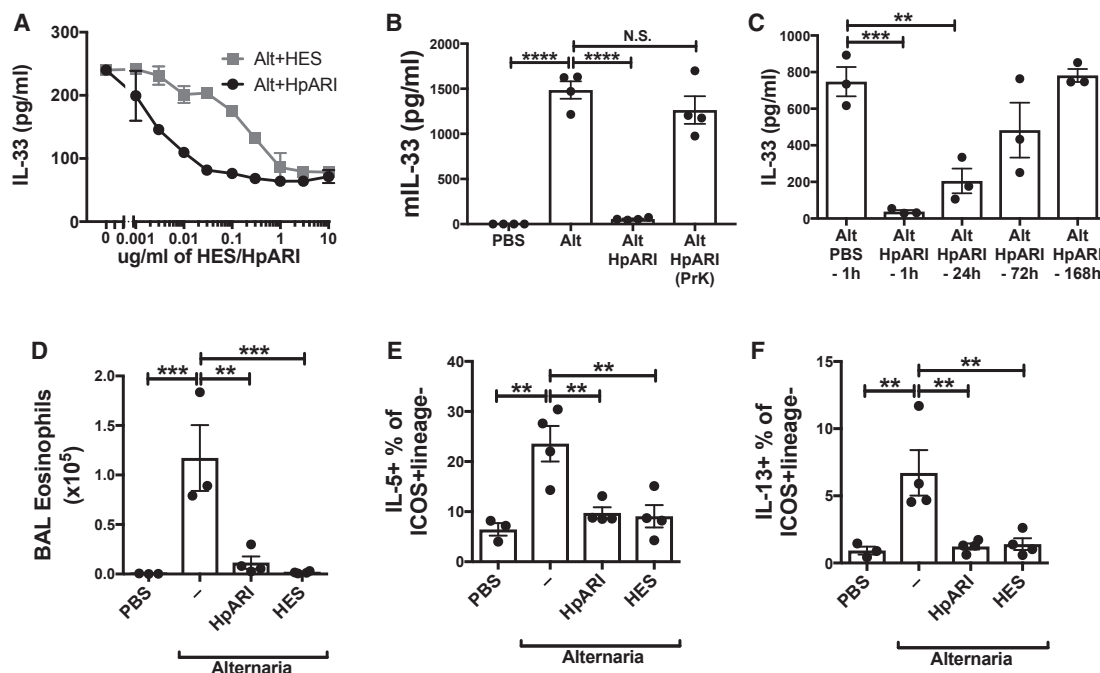 A
IL-33 (pg/ml)
300
200
100
0
Alt+HES
Alt+HpARI
0 0.001 0.01 0.1 1 10
ug/ml of HES/HpARI
B
mIL-33 (pg/ml)
2000
1500
1000
500
0
N.S.
**** ****
PBS Alt Alt Alt
HpARI HpARI
(PrK)
C
IL-33 (pg/ml)
1000
800
600
400
200
0
**
***
Alt Alt Alt Alt Alt
PBS HpARI HpARI HpARI HpARI
- 1h - 1h - 24h - 72h - 168h
D
BAL Eosinophils
(x10⁵)
2.0
1.5
1.0
0.5
0.0
***
*** **
PBS – HpARI HES
Alternaria
E
IL-5+ % of
ICOS+lineage-
40
30
20
10
0
**
** **
PBS – HpARI HES
Alternaria
F
IL-13+ % of
ICOS+lineage-
15
10
5
0
**
** **
PBS – HpARI HES
Alternaria